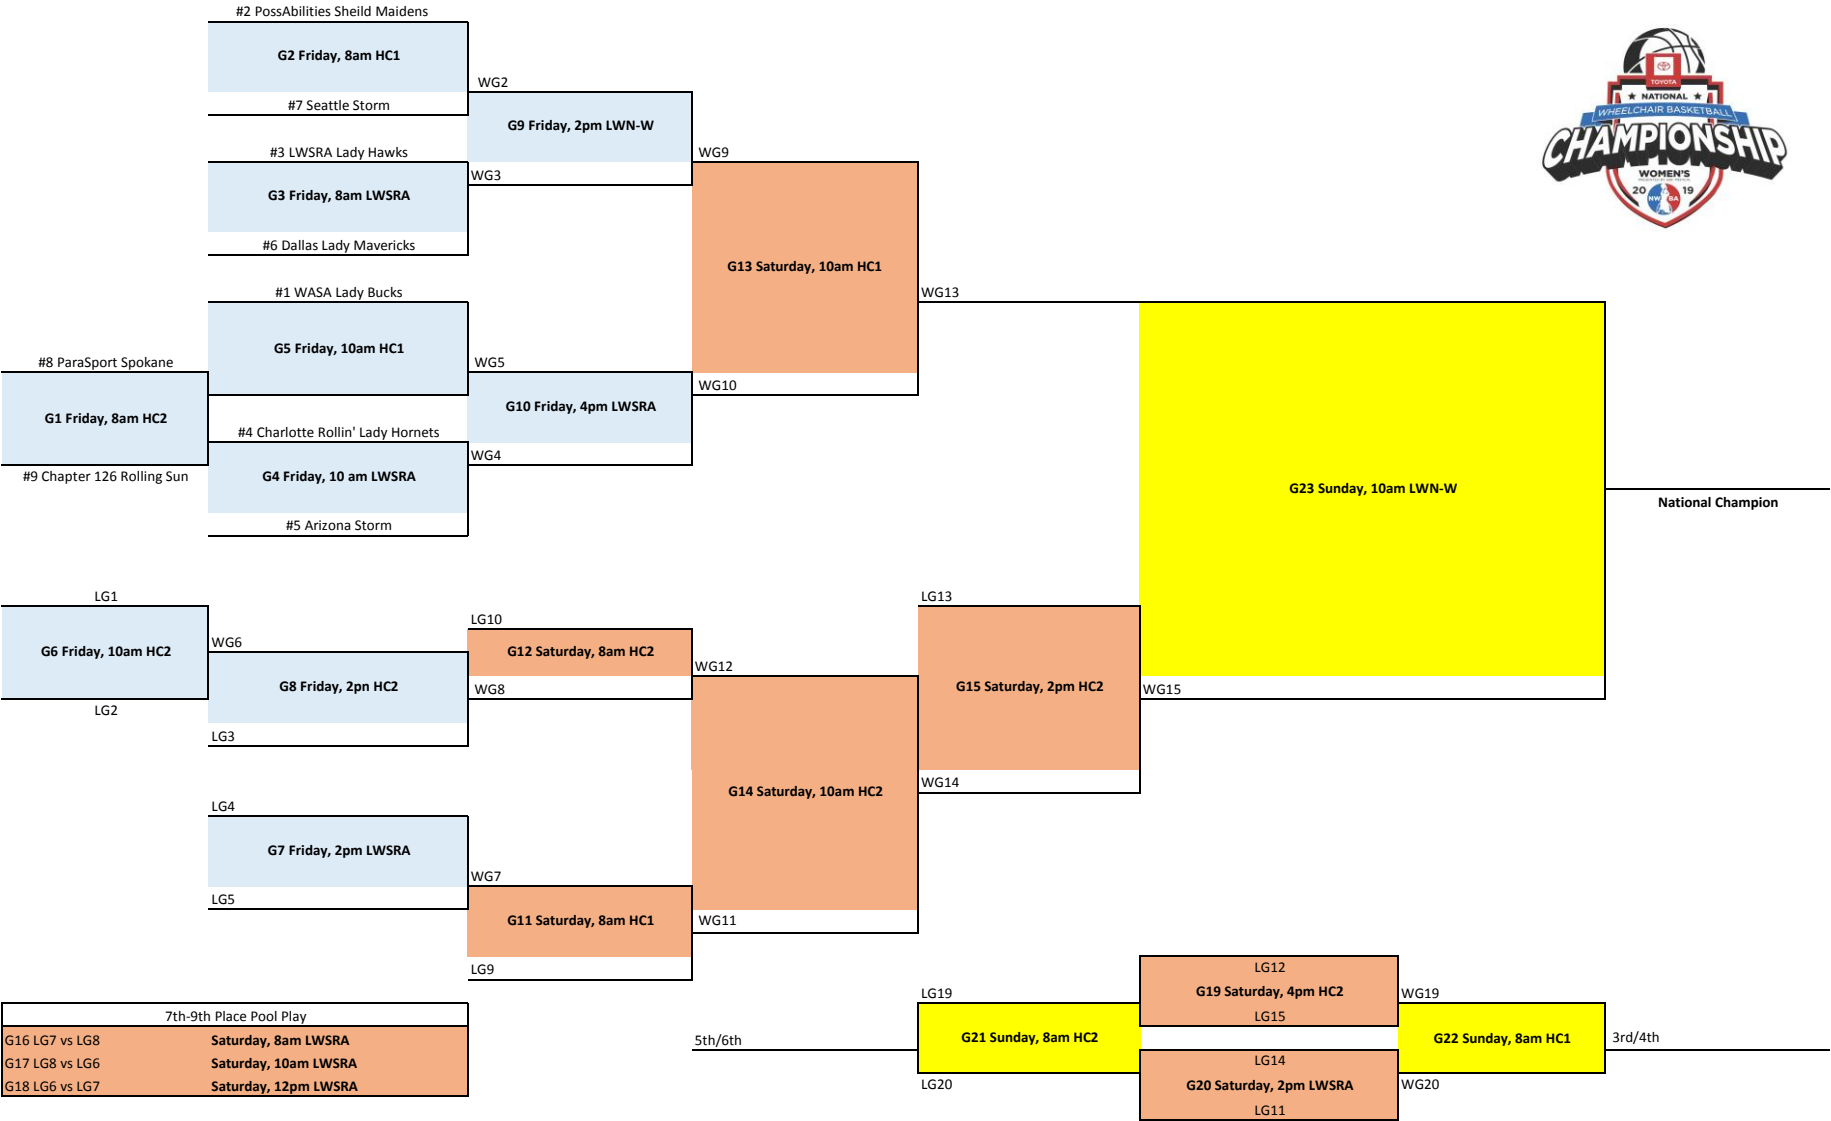 #2 PossAbilities Sheild Maidens
G2 Friday, 8am HC1
WG2
#7 Seattle Storm
G9 Friday, 2pm LWN-W
#3 LWSRA Lady Hawks
WG9
WG3
G3 Friday, 8am LWSRA
#6 Dallas Lady Mavericks
G13 Saturday, 10am HC1
#1 WASA Lady Bucks
WG13
G5 Friday, 10am HC1
#8 ParaSport Spokane
WG5
WG10
G1 Friday, 8am HC2
G10 Friday, 4pm LWSRA
#4 Charlotte Rollin' Lady Hornets
WG4
#9 Chapter 126 Rolling Sun
G4 Friday, 10 am LWSRA
#5 Arizona Storm
G23 Sunday, 10am LWN-W
National Champion
TOYOTA
★ NATIONAL ★
WHEELCHAIR BASKETBALL
CHAMPIONSHIP
WOMEN'S
20 19
NW BA
LG1
LG13
LG10
G6 Friday, 10am HC2
WG6
G12 Saturday, 8am HC2
WG12
G8 Friday, 2pn HC2
WG8
G15 Saturday, 2pm HC2
WG15
LG2
LG3
WG14
G14 Saturday, 10am HC2
LG4
G7 Friday, 2pm LWSRA
WG7
LG5
G11 Saturday, 8am HC1
WG11
LG9
LG12
LG19
G19 Saturday, 4pm HC2
WG19
LG15
7th-9th Place Pool Play
G16 LG7 vs LG8 Saturday, 8am LWSRA
G17 LG8 vs LG6 Saturday, 10am LWSRA
G18 LG6 vs LG7 Saturday, 12pm LWSRA
5th/6th
G21 Sunday, 8am HC2
G22 Sunday, 8am HC1
3rd/4th
LG14
LG20
G20 Saturday, 2pm LWSRA
WG20
LG11